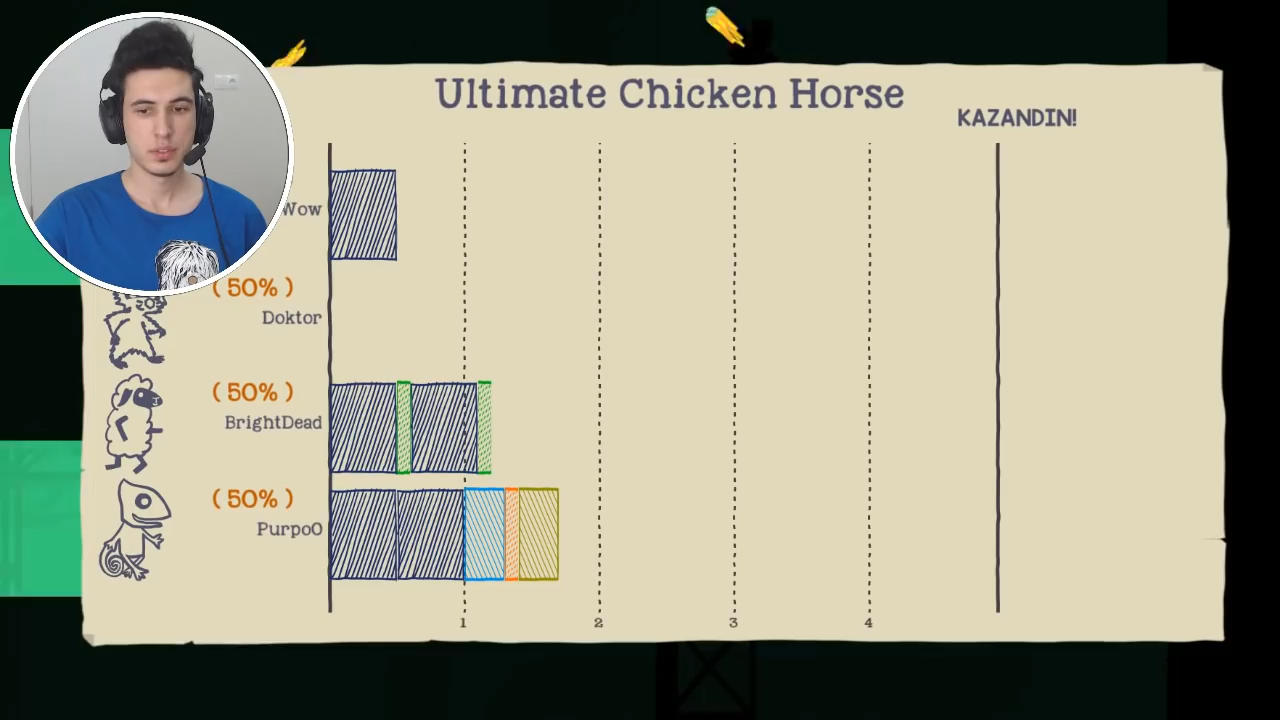 Ultimate Chicken Horse
KAZANDIN!
Wow
( 50% )
Doktor
( 50% )
BrightDead
( 50% )
PurpoO
1 2 3 4